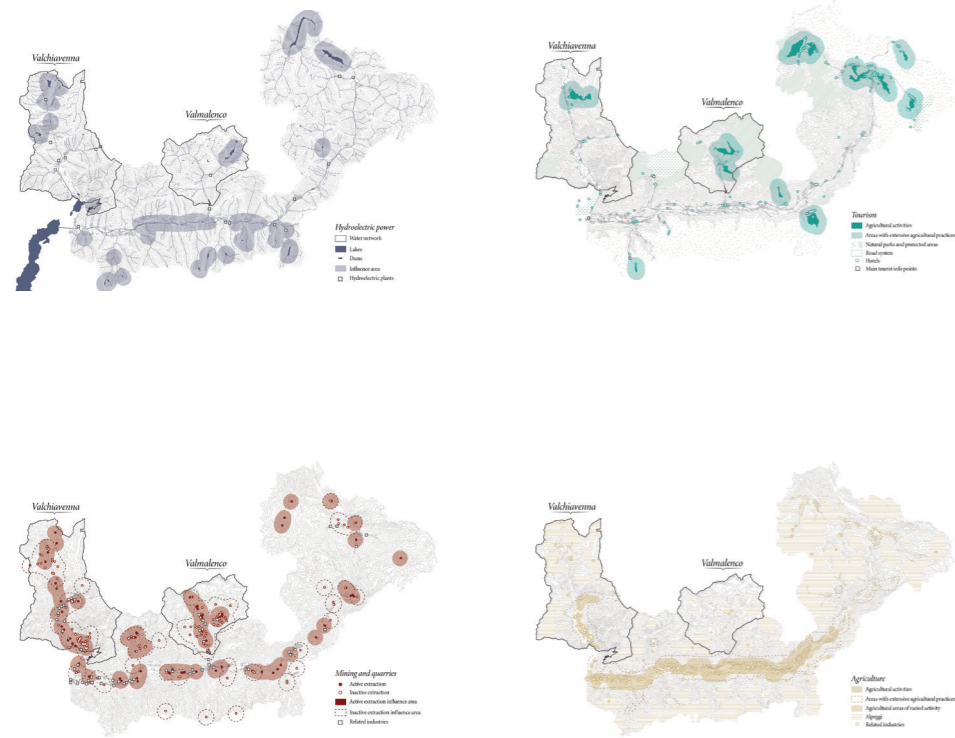 Valchiavenna
Valmalenco
Hydroelectric power
Water network
Lakes
Dams
Influence area
Hydroelectric plants
Valchiavenna
Valmalenco
Tourism
Agricultural activities
Areas with extensive agricultural practices
Natural parks and protected areas
Road system
Hotels
Main tourist info points
Valchiavenna
Valmalenco
Mining and quarries
Active extraction
Inactive extraction
Active extraction influence area
Inactive extraction influence area
Related industries
Valchiavenna
Valmalenco
Agriculture
Agricultural activities
Areas with extensive agricultural practices
Agricultural areas of varied activity
Alpeggi
Related industries